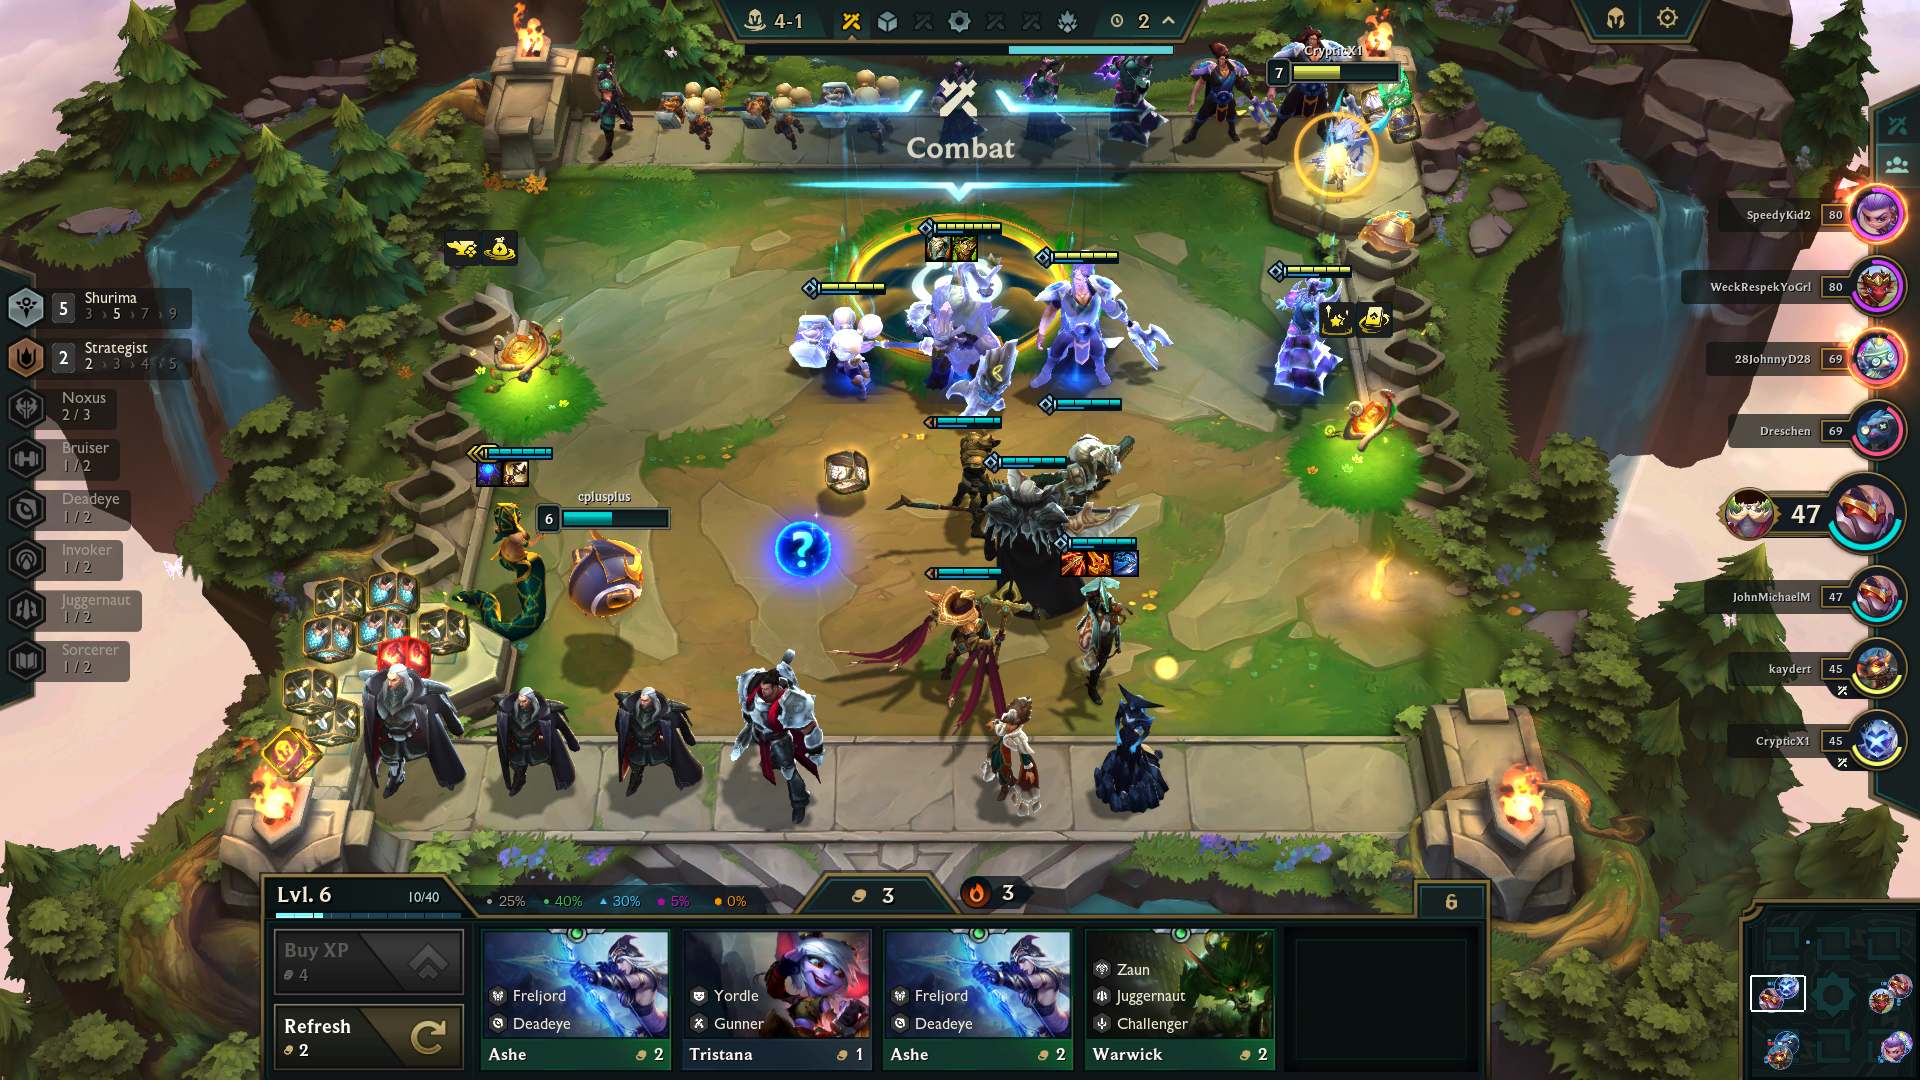 4-1
2
CrypticX1
7
Combat
SpeedyKid2 80
WeckRespekYoGrl 80
28JohnnyD28 69
Dreschen 69
47
JohnMichaelM 47
kaydert 45
CrypticX1 45
5 Shurima
3 › 5 › 7 › 9
2 Strategist
2 › 3 › 4 › 5
Noxus
2 / 3
Bruiser
1 / 2
Deadeye
1 / 2
Invoker
1 / 2
Juggernaut
1 / 2
Sorcerer
1 / 2
cplusplus
6
?
Lvl. 6 10/40
25% 40% 30% 5% 0%
3
3
6
Buy XP
4
Refresh
2
Freljord
Deadeye
Ashe 2
Yordle
Gunner
Tristana 1
Freljord
Deadeye
Ashe 2
Zaun
Juggernaut
Challenger
Warwick 2